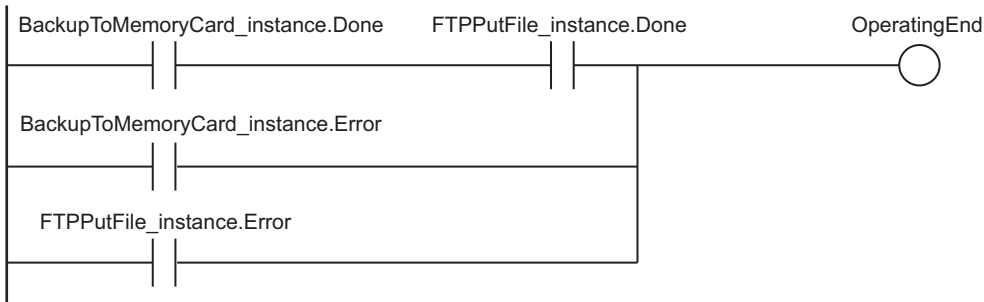 BackupToMemoryCard_instance.Done FTPPutFile_instance.Done OperatingEnd
BackupToMemoryCard_instance.Error
FTPPutFile_instance.Error